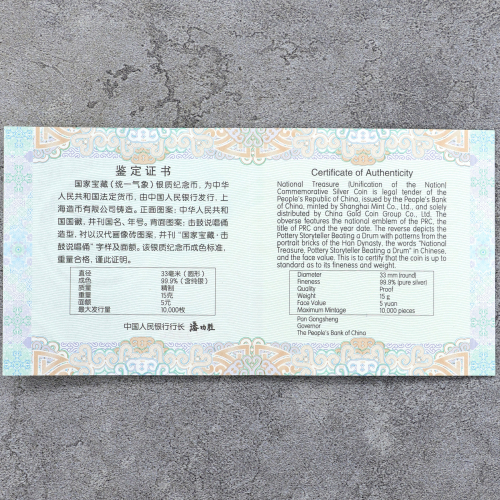 鉴定证书
国家宝藏（统一气象）银质纪念币，为中华
人民共和国法定货币，由中国人民银行发行，上
海造币有限公司铸造。正面图案：中华人民共和
国国徽，并刊国名、年号。背面图案：击鼓说唱俑
造型，衬以汉代画像砖图案，并刊“国家宝藏·击
鼓说唱俑”字样及面额。该银质纪念币成色标准，
重量合格，谨此证明。
直径 33毫米（圆形）
成色 99.9%（含纯银）
质量 精制
重量 15克
面额 5元
最大发行量 10,000枚
中国人民银行行长 潘功胜
Certificate of Authenticity
National Treasure (Unification of the Nation)
Commemorative Silver Coin is legal tender of the
People's Republic of China, issued by the People's Bank
of China, minted by Shanghai Mint Co., Ltd., and solely
distributed by China Gold Coin Group Co., Ltd. The
obverse features the national emblem of the PRC, the
title of PRC and the year date. The reverse depicts the
Pottery Storyteller Beating a Drum with patterns from the
portrait bricks of the Han Dynasty, the words "National
Treasure, Pottery Storyteller Beating a Drum" in Chinese,
and the face value. This is to certify that the coin is up to
standard as to its fineness and weight.
Diameter 33 mm (round)
Fineness 99.9% (pure silver)
Quality Proof
Weight 15 g
Face Value 5 yuan
Maximum Mintage 10,000 pieces
Pan Gongsheng
Governor
The People's Bank of China